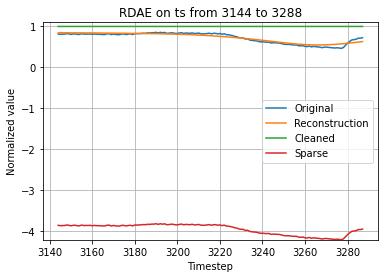 RDAE on ts from 3144 to 3288
Normalized value
1
0
−1
−2
−3
−4
Original
Reconstruction
Cleaned
Sparse
3140 3160 3180 3200 3220 3240 3260 3280
Timestep